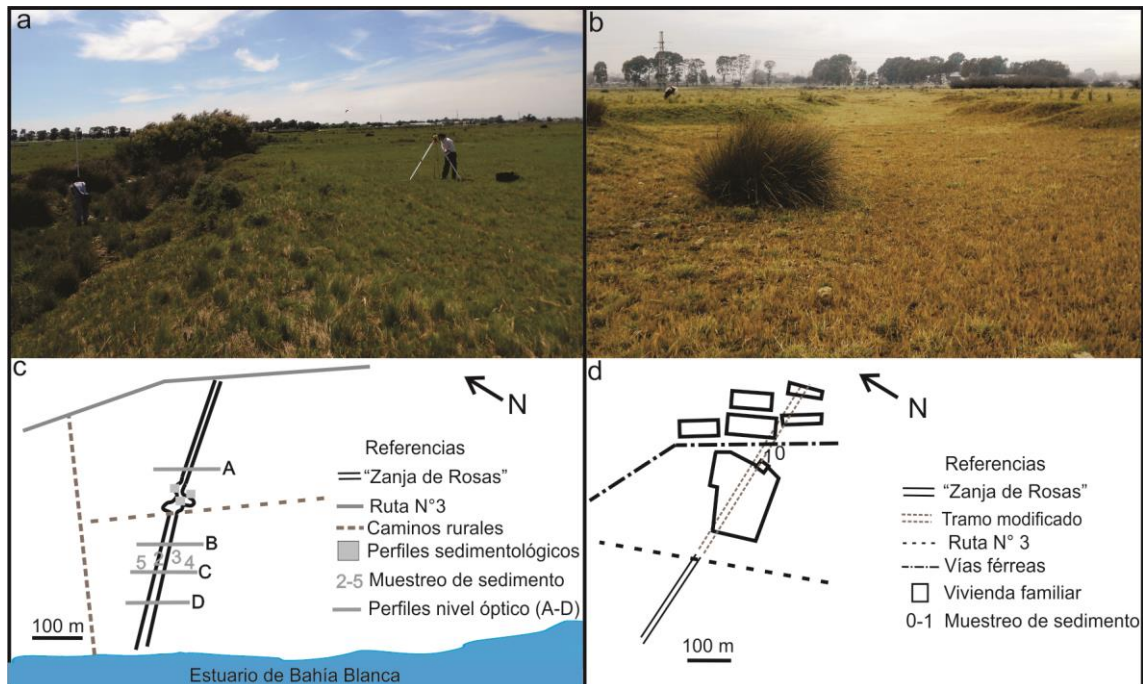 a
b
c
N
Referencias
"Zanja de Rosas"
Ruta N°3
Caminos rurales
Perfiles sedimentológicos
2-5 Muestreo de sedimento
Perfiles nivel óptico (A-D)
A
B
5 2 3 4
C
D
100 m
Estuario de Bahía Blanca
d
N
1 0
Referencias
"Zanja de Rosas"
Tramo modificado
Ruta N° 3
Vías férreas
Vivienda familiar
0-1 Muestreo de sedimento
100 m